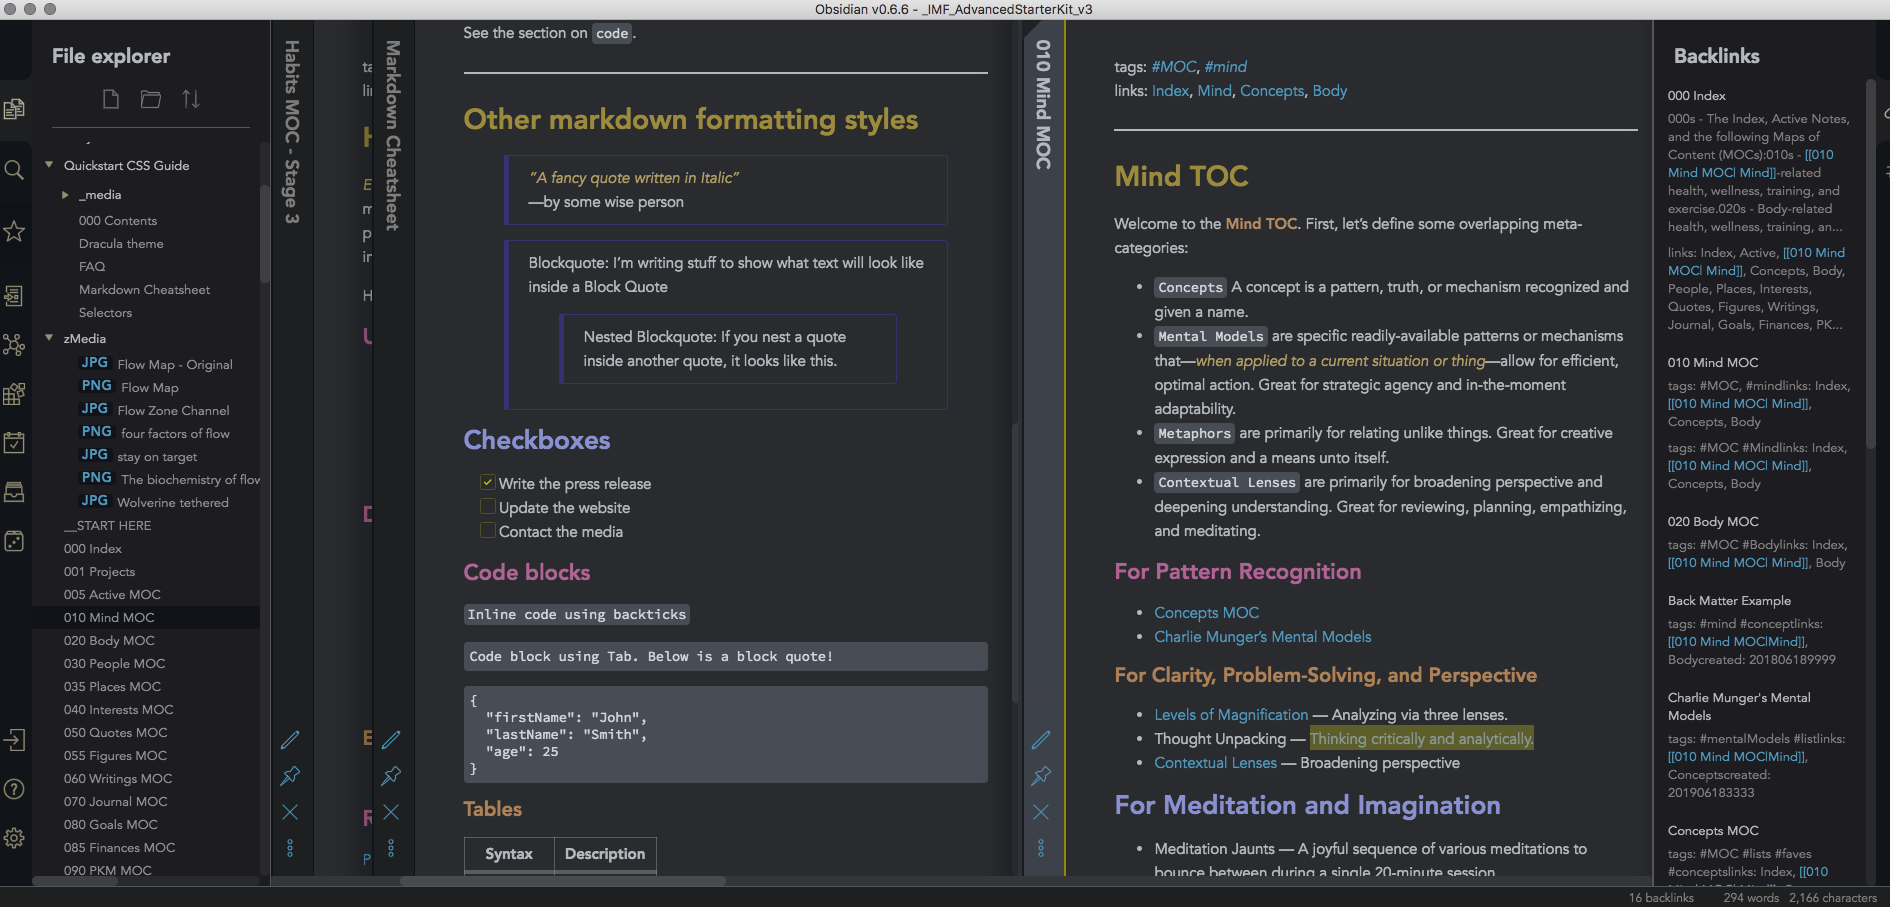 Obsidian v0.6.6 - _IMF_AdvancedStarterKit_v3
File explorer
Quickstart CSS Guide
_media
000 Contents
Dracula theme
FAQ
Markdown Cheatsheet
Selectors
zMedia
JPG Flow Map - Original
PNG Flow Map
JPG Flow Zone Channel
PNG four factors of flow
JPG stay on target
PNG The biochemistry of flow
JPG Wolverine tethered
__START HERE
000 Index
001 Projects
005 Active MOC
010 Mind MOC
020 Body MOC
030 People MOC
035 Places MOC
040 Interests MOC
050 Quotes MOC
055 Figures MOC
060 Writings MOC
070 Journal MOC
080 Goals MOC
085 Finances MOC
090 PKM MOC
Habits MOC - Stage 3
Markdown Cheatsheet
See the section on code.
Other markdown formatting styles
“A fancy quote written in Italic”
—by some wise person
Blockquote: I’m writing stuff to show what text will look like
inside a Block Quote
Nested Blockquote: If you nest a quote
inside another quote, it looks like this.
Checkboxes
Write the press release
Update the website
Contact the media
Code blocks
Inline code using backticks
Code block using Tab. Below is a block quote!
{
"firstName": "John",
"lastName": "Smith",
"age": 25
}
Tables
Syntax Description
010 Mind MOC
tags: #MOC, #mind
links: Index, Mind, Concepts, Body
Mind TOC
Welcome to the Mind TOC. First, let’s define some overlapping meta-
categories:
• Concepts A concept is a pattern, truth, or mechanism recognized and
given a name.
• Mental Models are specific readily-available patterns or mechanisms
that—when applied to a current situation or thing—allow for efficient,
optimal action. Great for strategic agency and in-the-moment
adaptability.
• Metaphors are primarily for relating unlike things. Great for creative
expression and a means unto itself.
• Contextual Lenses are primarily for broadening perspective and
deepening understanding. Great for reviewing, planning, empathizing,
and meditating.
For Pattern Recognition
• Concepts MOC
• Charlie Munger’s Mental Models
For Clarity, Problem-Solving, and Perspective
• Levels of Magnification — Analyzing via three lenses.
• Thought Unpacking — Thinking critically and analytically.
• Contextual Lenses — Broadening perspective
For Meditation and Imagination
• Meditation Jaunts — A joyful sequence of various meditations to
bounce between during a single 20-minute session
Backlinks
000 Index
000s - The Index, Active Notes,
and the following Maps of
Content (MOCs):010s - [[010
Mind MOC| Mind]]-related
health, wellness, training, and
exercise.020s - Body-related
health, wellness, training, an...
links: Index, Active, [[010 Mind
MOC| Mind]], Concepts, Body,
People, Places, Interests,
Quotes, Figures, Writings,
Journal, Goals, Finances, PK...
010 Mind MOC
tags: #MOC, #mindlinks: Index,
[[010 Mind MOC| Mind]],
Concepts, Body
tags: #MOC #Mindlinks: Index,
[[010 Mind MOC| Mind]],
Concepts, Body
020 Body MOC
tags: #MOC #Bodylinks: Index,
[[010 Mind MOC| Mind]], Body
Back Matter Example
tags: #mind #conceptlinks:
[[010 Mind MOC|Mind]],
Bodycreated: 201806189999
Charlie Munger's Mental
Models
tags: #mentalModels #listlinks:
[[010 Mind MOC|Mind]],
Conceptscreated:
201906183333
Concepts MOC
tags: #MOC #lists #faves
#conceptslinks: Index, [[010
16 backlinks 294 words 2,166 characters